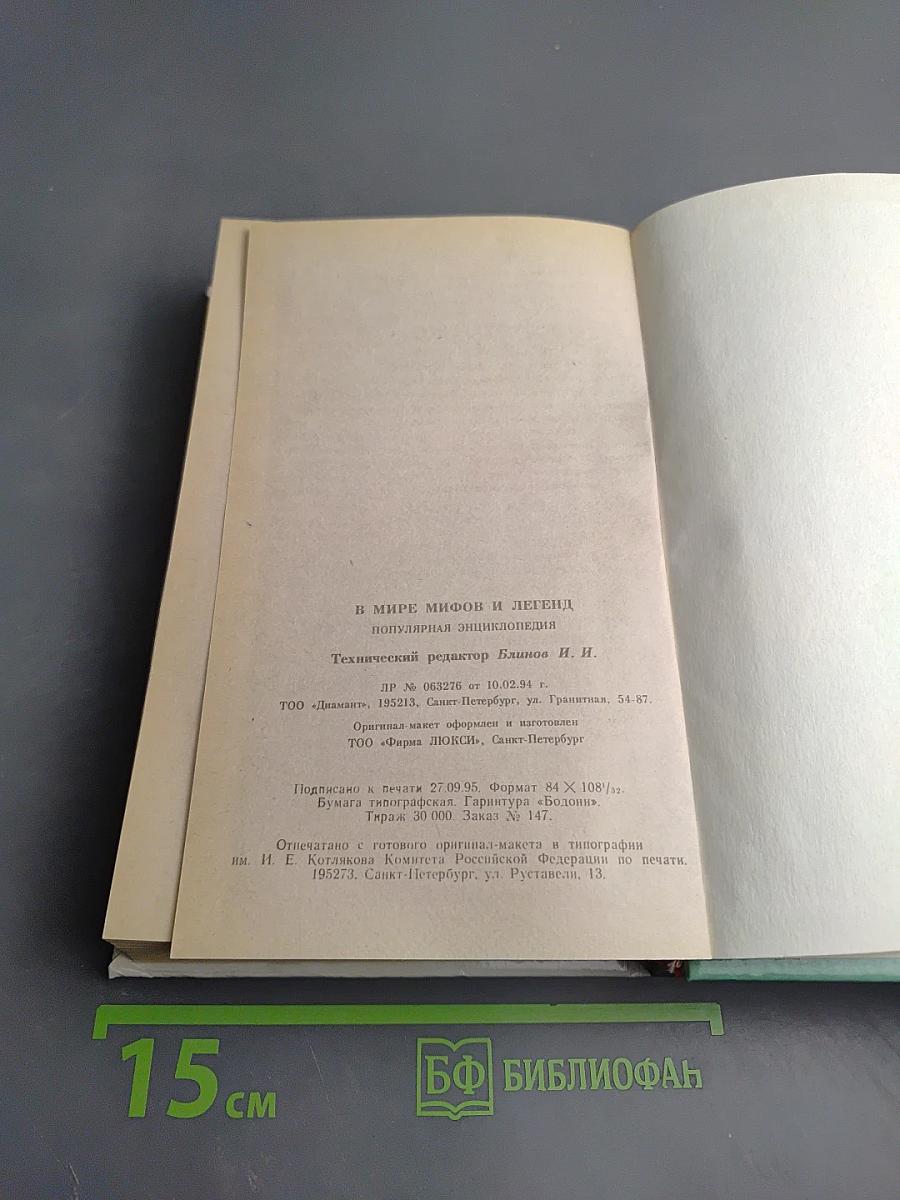 В МИРЕ МИФОВ И ЛЕГЕНД
ПОПУЛЯРНАЯ ЭНЦИКЛОПЕДИЯ
Технический редактор Блинов И. И.
ЛР № 063276 от 10.02.94 г.
ТОО «Диамант», 195213, Санкт-Петербург, ул. Гранитная, 54-87.
Оригинал-макет оформлен и изготовлен
ТОО «Фирма ЛЮКСИ», Санкт-Петербург
Подписано к печати 27.09.95. Формат 84 × 108¹/₃₂.
Бумага типографская. Гарнитура «Бодони».
Тираж 30 000. Заказ № 147.
Отпечатано с готового оригинал-макета в типографии
им. И. Е. Котлякова Комитета Российской Федерации по печати.
195273, Санкт-Петербург, ул. Руставели, 13.
15 см
БФ БИБЛИОФАН